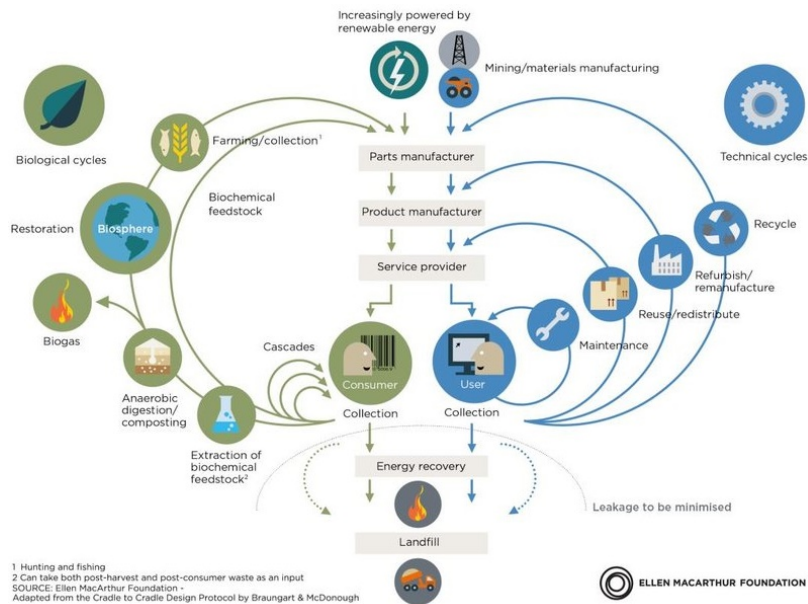 Increasingly powered by
renewable energy
Mining/materials manufacturing
Biological cycles
Technical cycles
Farming/collection¹
Parts manufacturer
Biochemical
feedstock
Product manufacturer
Restoration
Biosphere
Recycle
Service provider
Refurbish/
remanufacture
Reuse/redistribute
Biogas
Maintenance
Cascades
Consumer
User
Anaerobic
digestion/
composting
Collection
Collection
Extraction of
biochemical
feedstock²
Energy recovery
Leakage to be minimised
Landfill
1 Hunting and fishing
2 Can take both post-harvest and post-consumer waste as an input
SOURCE: Ellen MacArthur Foundation -
Adapted from the Cradle to Cradle Design Protocol by Braungart & McDonough
ELLEN MACARTHUR FOUNDATION